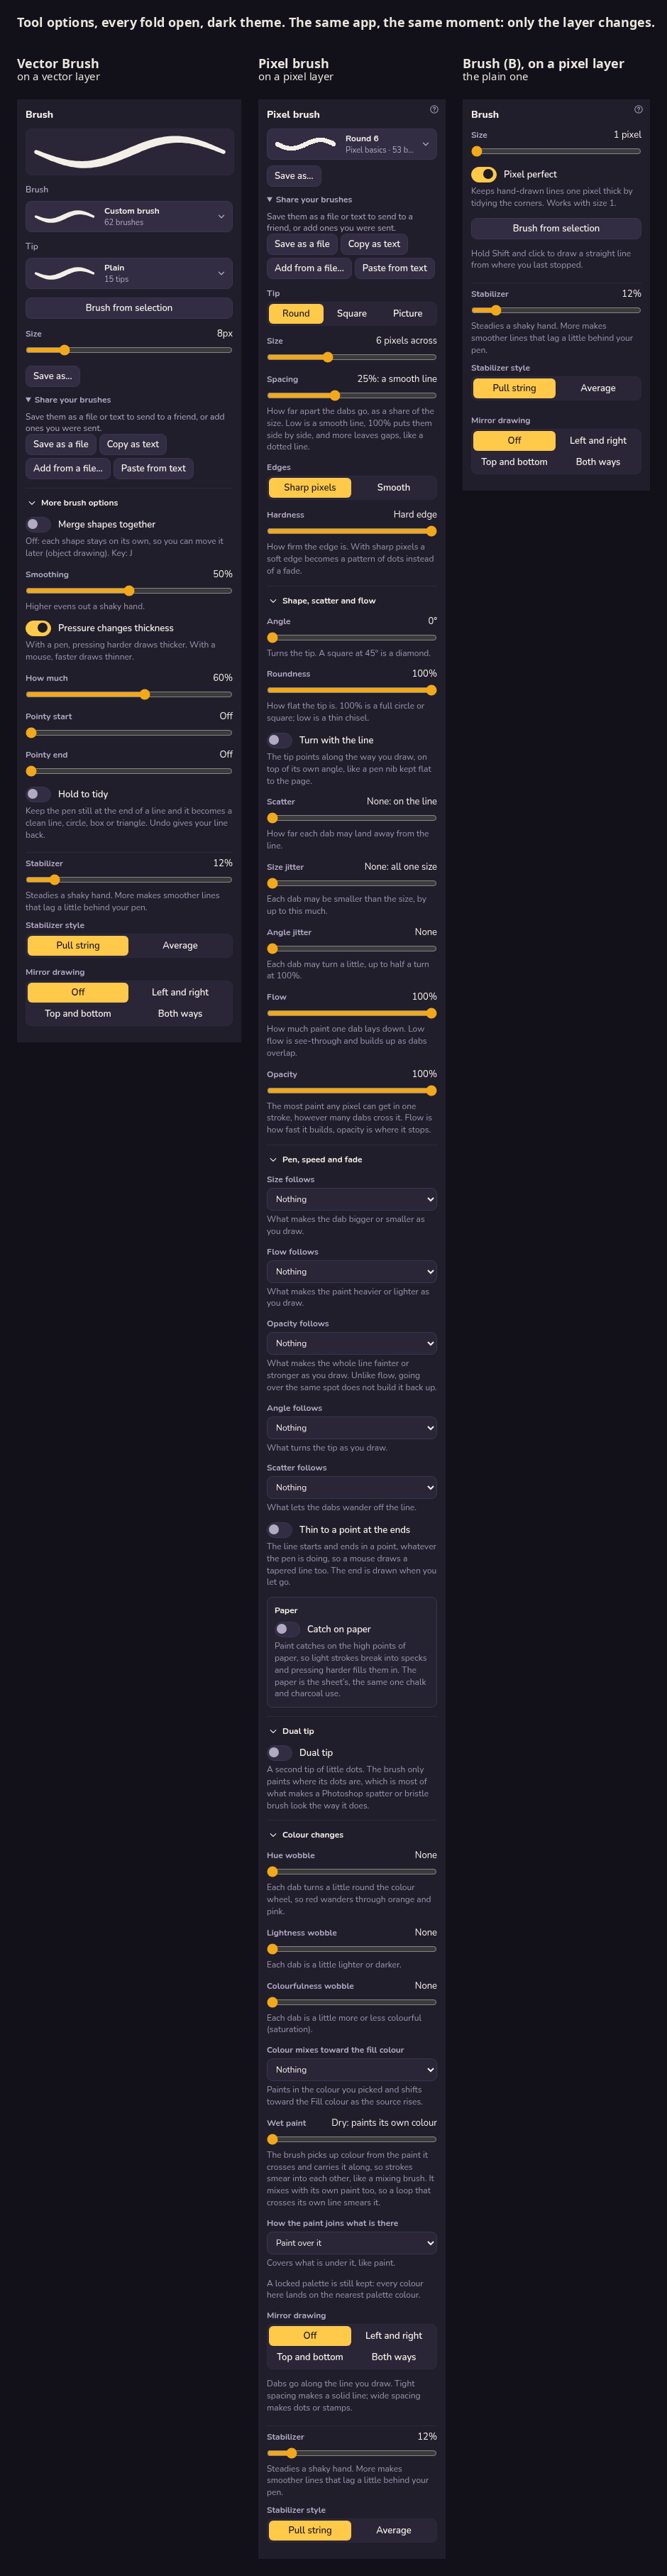 Tool options, every fold open, dark theme. The same app, the same moment: only the layer changes.
Vector Brush
on a vector layer
Brush
Brush
Custom brush
62 brushes
Tip
Plain
15 tips
Brush from selection
Size 8px
Save as...
▼ Share your brushes
Save them as a file or text to send to a friend, or add
ones you were sent.
Save as a file Copy as text
Add from a file... Paste from text
More brush options
Merge shapes together
Off: each shape stays on its own, so you can move it
later (object drawing). Key: J
Smoothing 50%
Higher evens out a shaky hand.
Pressure changes thickness
With a pen, pressing harder draws thicker. With a
mouse, faster draws thinner.
How much 60%
Pointy start Off
Pointy end Off
Hold to tidy
Keep the pen still at the end of a line and it becomes a
clean line, circle, box or triangle. Undo gives your line
back.
Stabilizer 12%
Steadies a shaky hand. More makes smoother lines
that lag a little behind your pen.
Stabilizer style
Pull string Average
Mirror drawing
Off Left and right
Top and bottom Both ways
Pixel brush
on a pixel layer
Pixel brush
Round 6
Pixel basics · 53 b...
Save as...
▼ Share your brushes
Save them as a file or text to send to a
friend, or add ones you were sent.
Save as a file Copy as text
Add from a file... Paste from text
Tip
Round Square Picture
Size 6 pixels across
Spacing 25%: a smooth line
How far apart the dabs go, as a share of the
size. Low is a smooth line, 100% puts them
side by side, and more leaves gaps, like a
dotted line.
Edges
Sharp pixels Smooth
Hardness Hard edge
How firm the edge is. With sharp pixels a
soft edge becomes a pattern of dots instead
of a fade.
Shape, scatter and flow
Angle 0°
Turns the tip. A square at 45° is a diamond.
Roundness 100%
How flat the tip is. 100% is a full circle or
square; low is a thin chisel.
Turn with the line
The tip points along the way you draw, on
top of its own angle, like a pen nib kept flat
to the page.
Scatter None: on the line
How far each dab may land away from the
line.
Size jitter None: all one size
Each dab may be smaller than the size, by
up to this much.
Angle jitter None
Each dab may turn a little, up to half a turn
at 100%.
Flow 100%
How much paint one dab lays down. Low
flow is see-through and builds up as dabs
overlap.
Opacity 100%
The most paint any pixel can get in one
stroke, however many dabs cross it. Flow is
how fast it builds, opacity is where it stops.
Pen, speed and fade
Size follows
Nothing
What makes the dab bigger or smaller as
you draw.
Flow follows
Nothing
What makes the paint heavier or lighter as
you draw.
Opacity follows
Nothing
What makes the whole line fainter or
stronger as you draw. Unlike flow, going
over the same spot does not build it back up.
Angle follows
Nothing
What turns the tip as you draw.
Scatter follows
Nothing
What lets the dabs wander off the line.
Thin to a point at the ends
The line starts and ends in a point, whatever
the pen is doing, so a mouse draws a
tapered line too. The end is drawn when you
let go.
Paper
Catch on paper
Paint catches on the high points of
paper, so light strokes break into specks
and pressing harder fills them in. The
paper is the sheet's, the same one chalk
and charcoal use.
Dual tip
Dual tip
A second tip of little dots. The brush only
paints where its dots are, which is most of
what makes a Photoshop spatter or bristle
brush look the way it does.
Colour changes
Hue wobble None
Each dab turns a little round the colour
wheel, so red wanders through orange and
pink.
Lightness wobble None
Each dab is a little lighter or darker.
Colourfulness wobble None
Each dab is a little more or less colourful
(saturation).
Colour mixes toward the fill colour
Nothing
Paints in the colour you picked and shifts
toward the Fill colour as the source rises.
Wet paint Dry: paints its own colour
The brush picks up colour from the paint it
crosses and carries it along, so strokes
smear into each other, like a mixing brush. It
mixes with its own paint too, so a loop that
crosses its own line smears it.
How the paint joins what is there
Paint over it
Covers what is under it, like paint.
A locked palette is still kept: every colour
here lands on the nearest palette colour.
Mirror drawing
Off Left and right
Top and bottom Both ways
Dabs go along the line you draw. Tight
spacing makes a solid line; wide spacing
makes dots or stamps.
Stabilizer 12%
Steadies a shaky hand. More makes
smoother lines that lag a little behind your
pen.
Stabilizer style
Pull string Average
Brush (B), on a pixel layer
the plain one
Brush
Size 1 pixel
Pixel perfect
Keeps hand-drawn lines one pixel thick by
tidying the corners. Works with size 1.
Brush from selection
Hold Shift and click to draw a straight line
from where you last stopped.
Stabilizer 12%
Steadies a shaky hand. More makes
smoother lines that lag a little behind your
pen.
Stabilizer style
Pull string Average
Mirror drawing
Off Left and right
Top and bottom Both ways